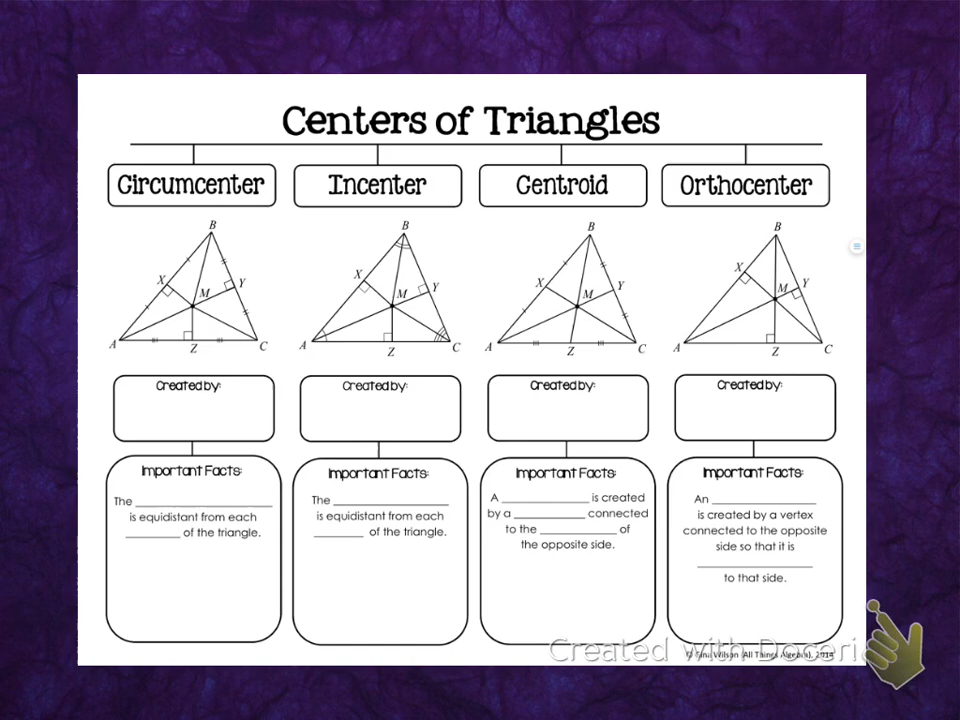 Centers of Triangles
Circumcenter
Incenter
Centroid
Orthocenter
B
X
Y
M
A
Z
C
B
X
Y
M
A
Z
C
B
X
Y
M
A
Z
C
B
X
Y
M
A
Z
C
Created by:
Created by:
Created by:
Created by:
Important Facts:
The ____________________
is equidistant from each
________ of the triangle.
Important Facts:
The _________________
is equidistant from each
________ of the triangle.
Important Facts:
A _____________ is created
by a ___________ connected
to the ____________ of
the opposite side.
Important Facts:
An ________________
is created by a vertex
connected to the opposite
side so that it is
__________________
to that side.
Created with Doceri
© Gina Wilson (All Things Algebra), 2014